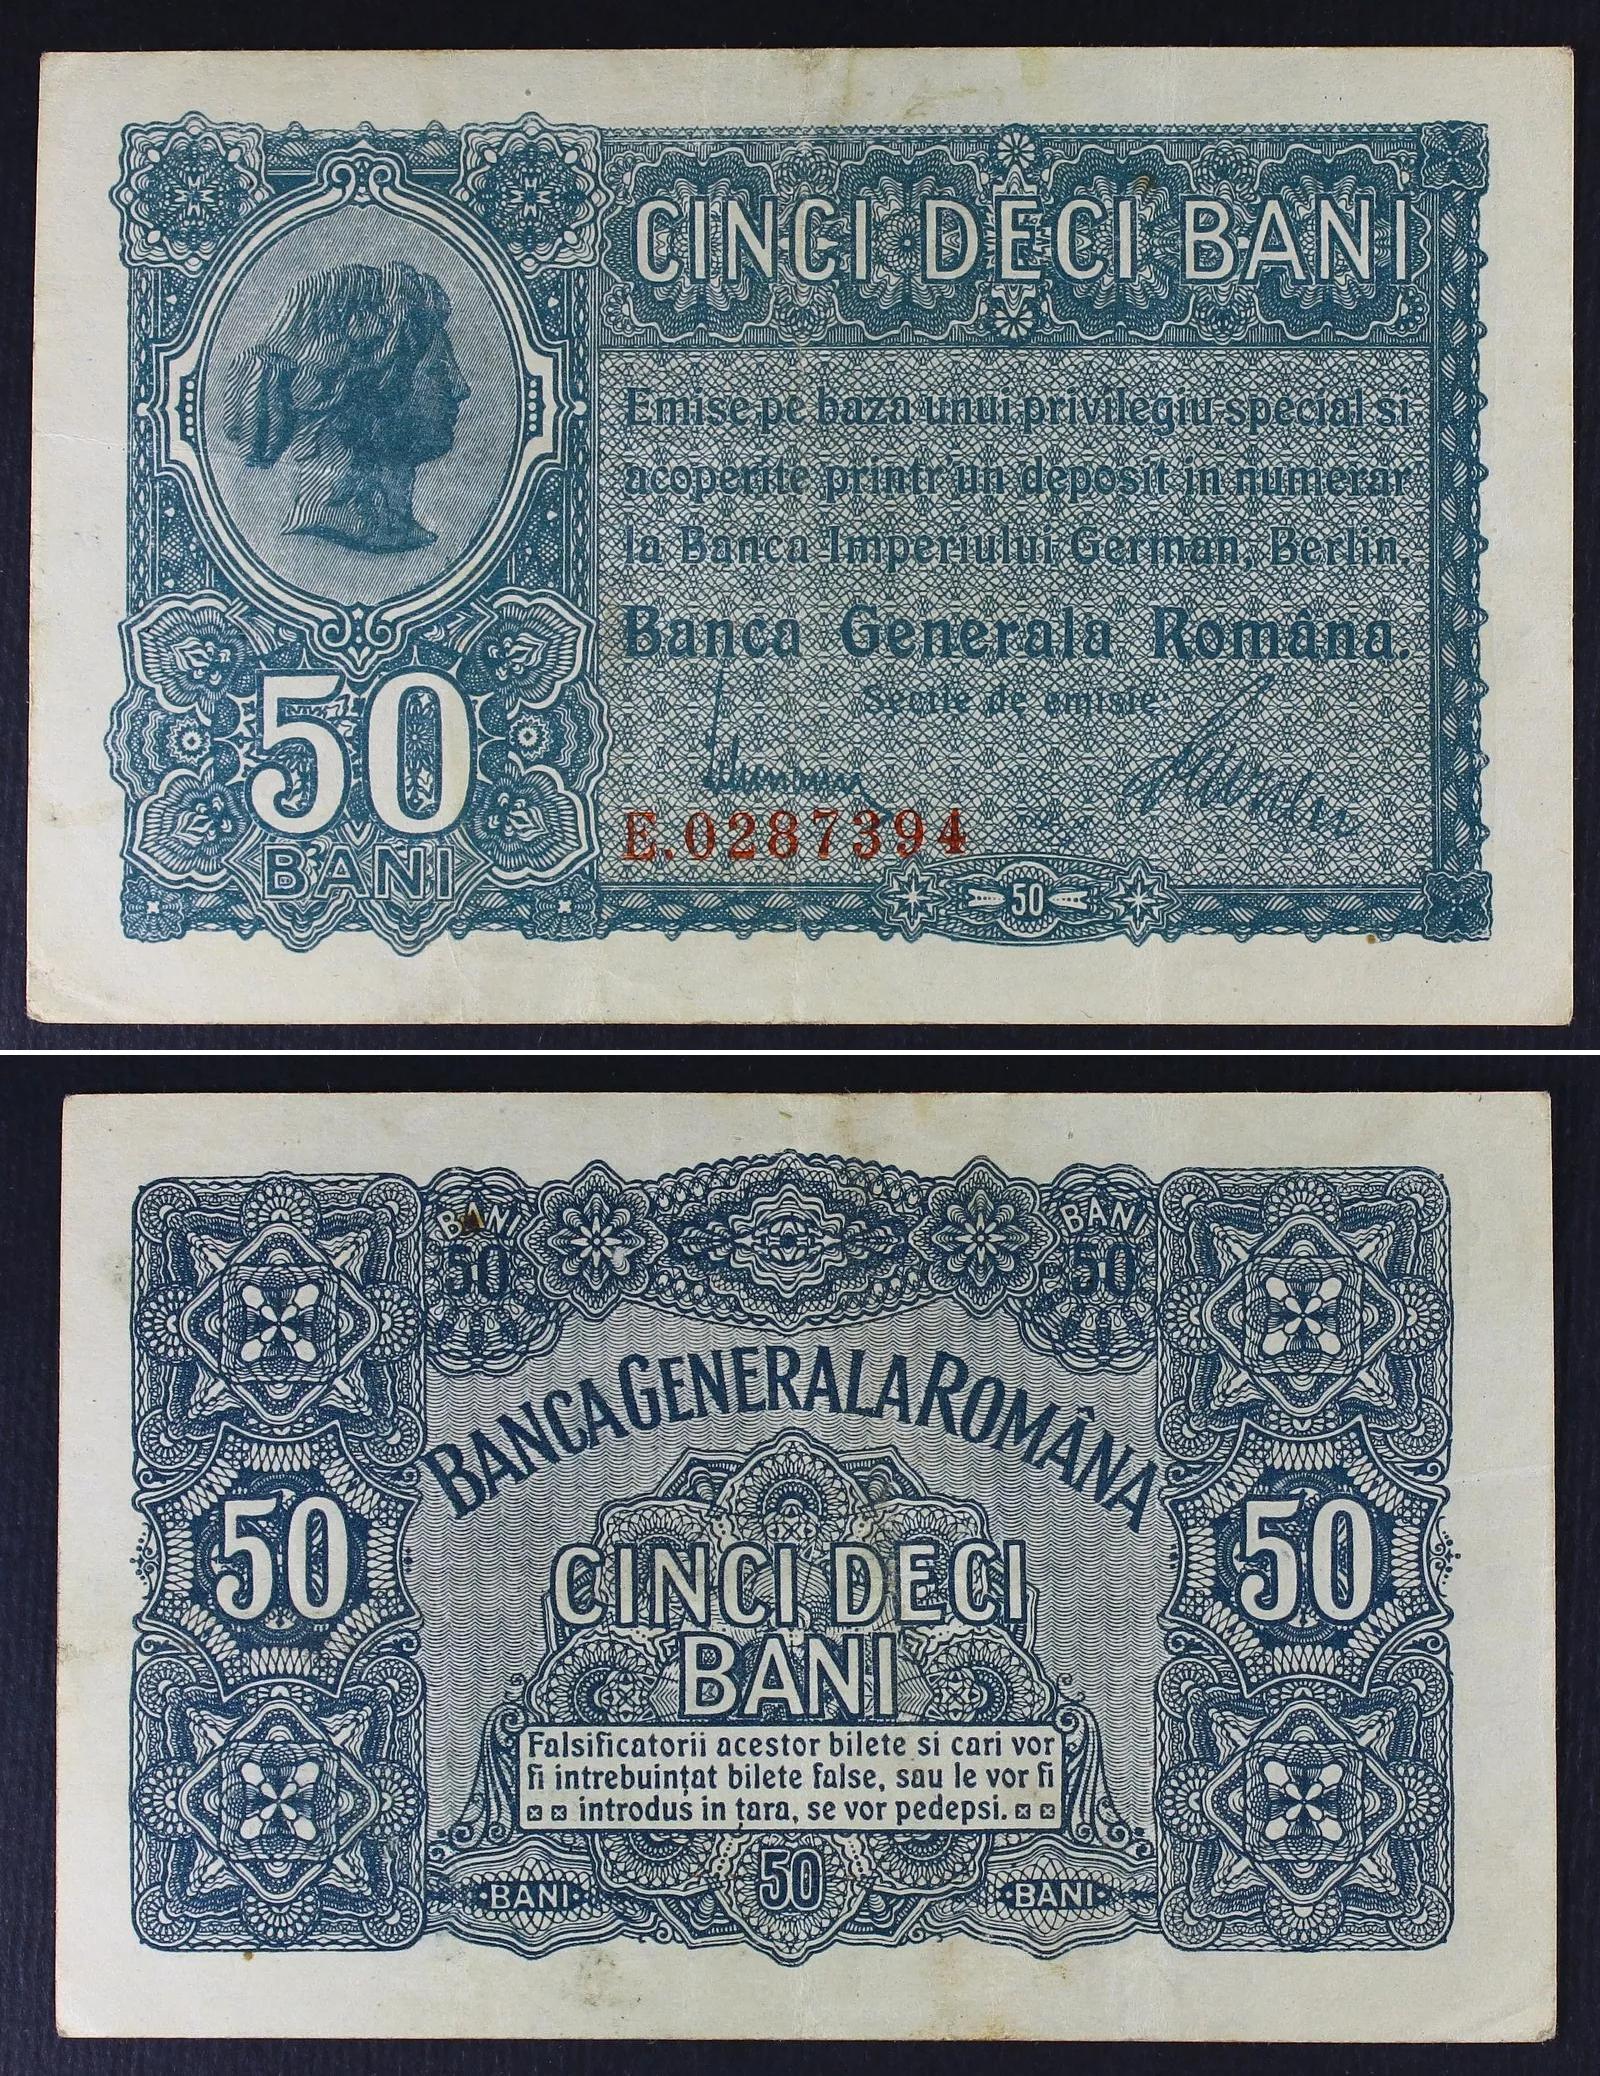 CINCI DECI BANI
Emise pe baza unui privilegiu special si
acoperite printr'un deposit in numerar
la Banca Imperiului German, Berlin.
Banca Generala Română.
Sectie de emisie
E.0287394
50
BANI
50
BANI
50
BANI
50
BANCA GENERALA ROMÂNA
50
50
CINCI DECI
BANI
Falsificatorii acestor bilete si cari vor
fi intrebuințat bilete false, sau le vor fi
introdus in țara, se vor pedepsi.
BANI
50
BANI